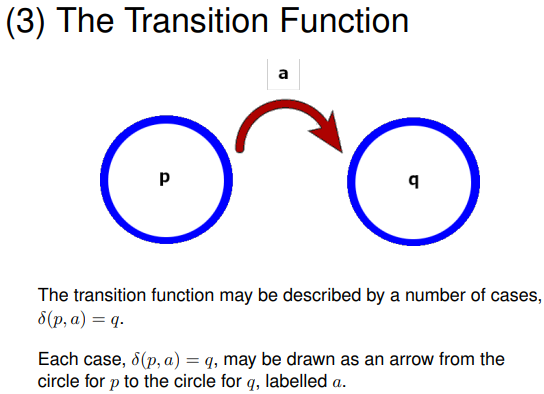 (3) The Transition Function
a
p
q
The transition function may be described by a number of cases,
δ(p, a) = q.
Each case, δ(p, a) = q, may be drawn as an arrow from the
circle for p to the circle for q, labelled a.